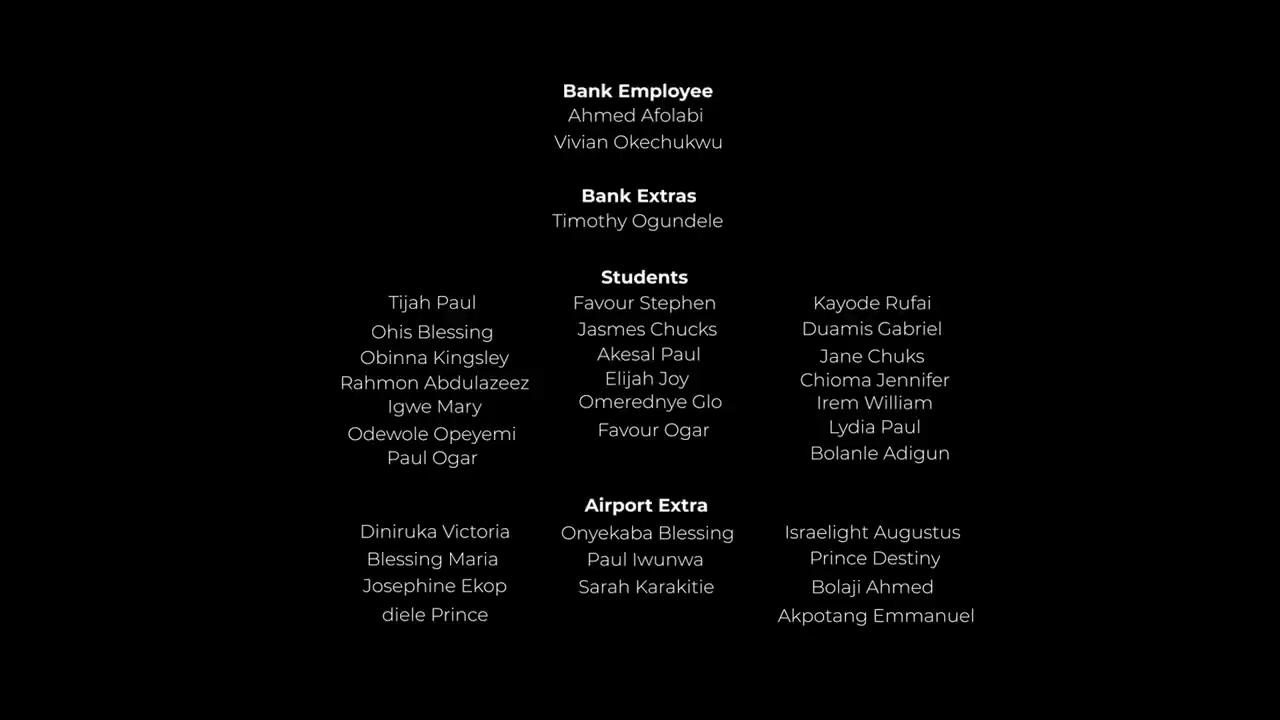 Bank Employee
Ahmed Afolabi
Vivian Okechukwu
Bank Extras
Timothy Ogundele
Students
Tijah Paul
Ohis Blessing
Obinna Kingsley
Rahmon Abdulazeez
Igwe Mary
Odewole Opeyemi
Paul Ogar
Favour Stephen
Jasmes Chucks
Akesal Paul
Elijah Joy
Omerednye Glo
Favour Ogar
Kayode Rufai
Duamis Gabriel
Jane Chuks
Chioma Jennifer
Irem William
Lydia Paul
Bolanle Adigun
Airport Extra
Diniruka Victoria
Blessing Maria
Josephine Ekop
diele Prince
Onyekaba Blessing
Paul Iwunwa
Sarah Karakitie
Israelight Augustus
Prince Destiny
Bolaji Ahmed
Akpotang Emmanuel